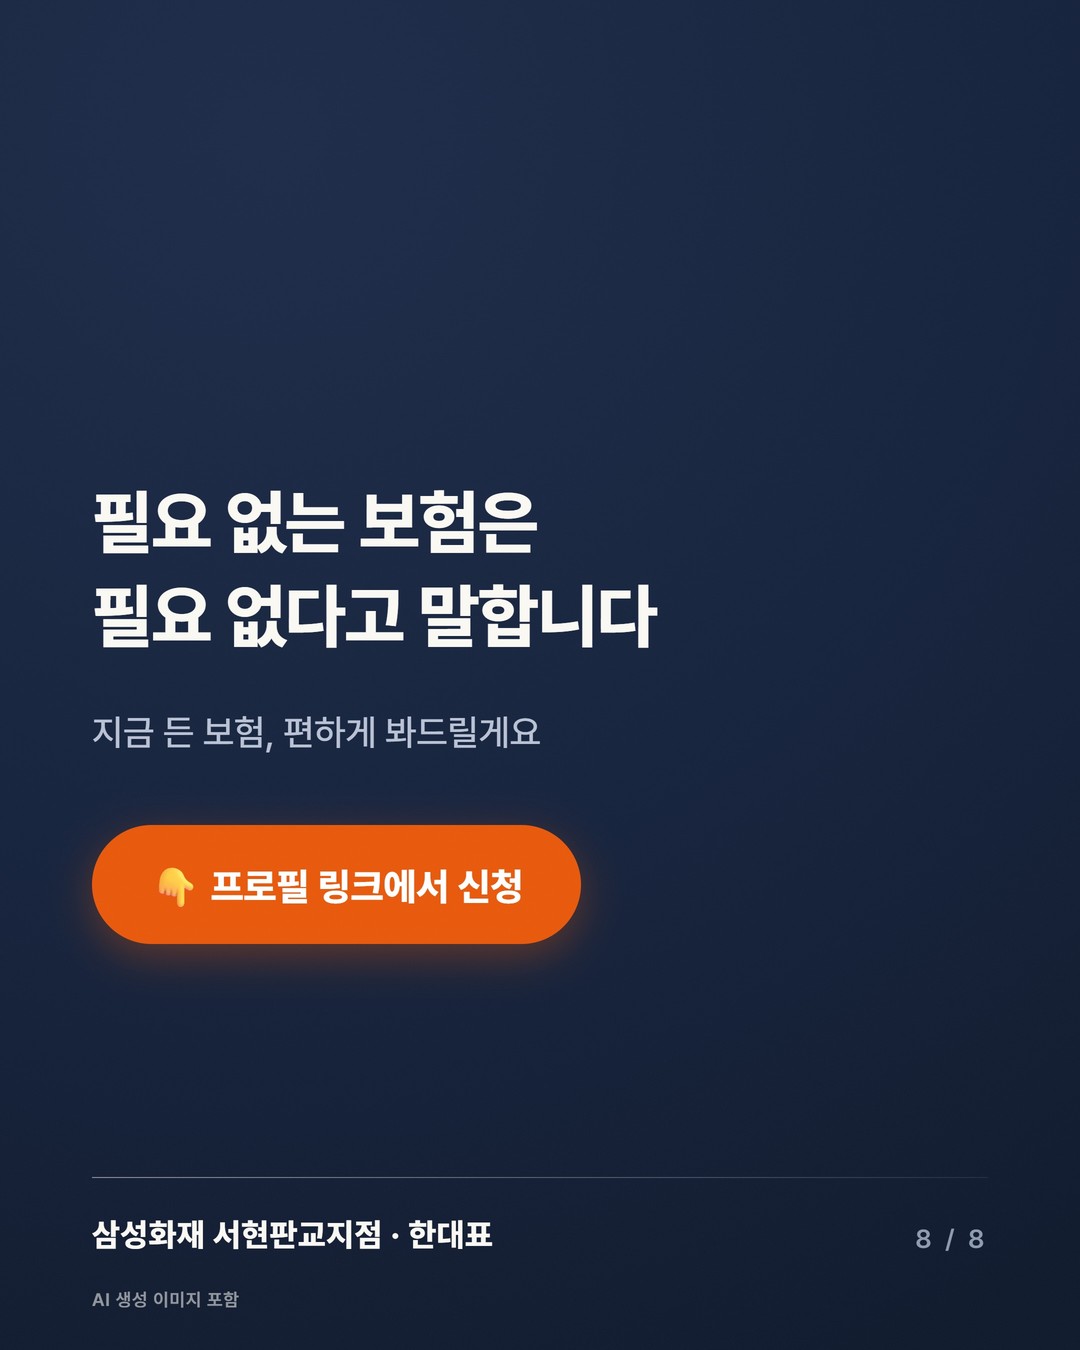 필요 없는 보험은
필요 없다고 말합니다
지금 든 보험, 편하게 봐드릴게요
👇 프로필 링크에서 신청
삼성화재 서현판교지점 · 한대표
8 / 8
AI 생성 이미지 포함